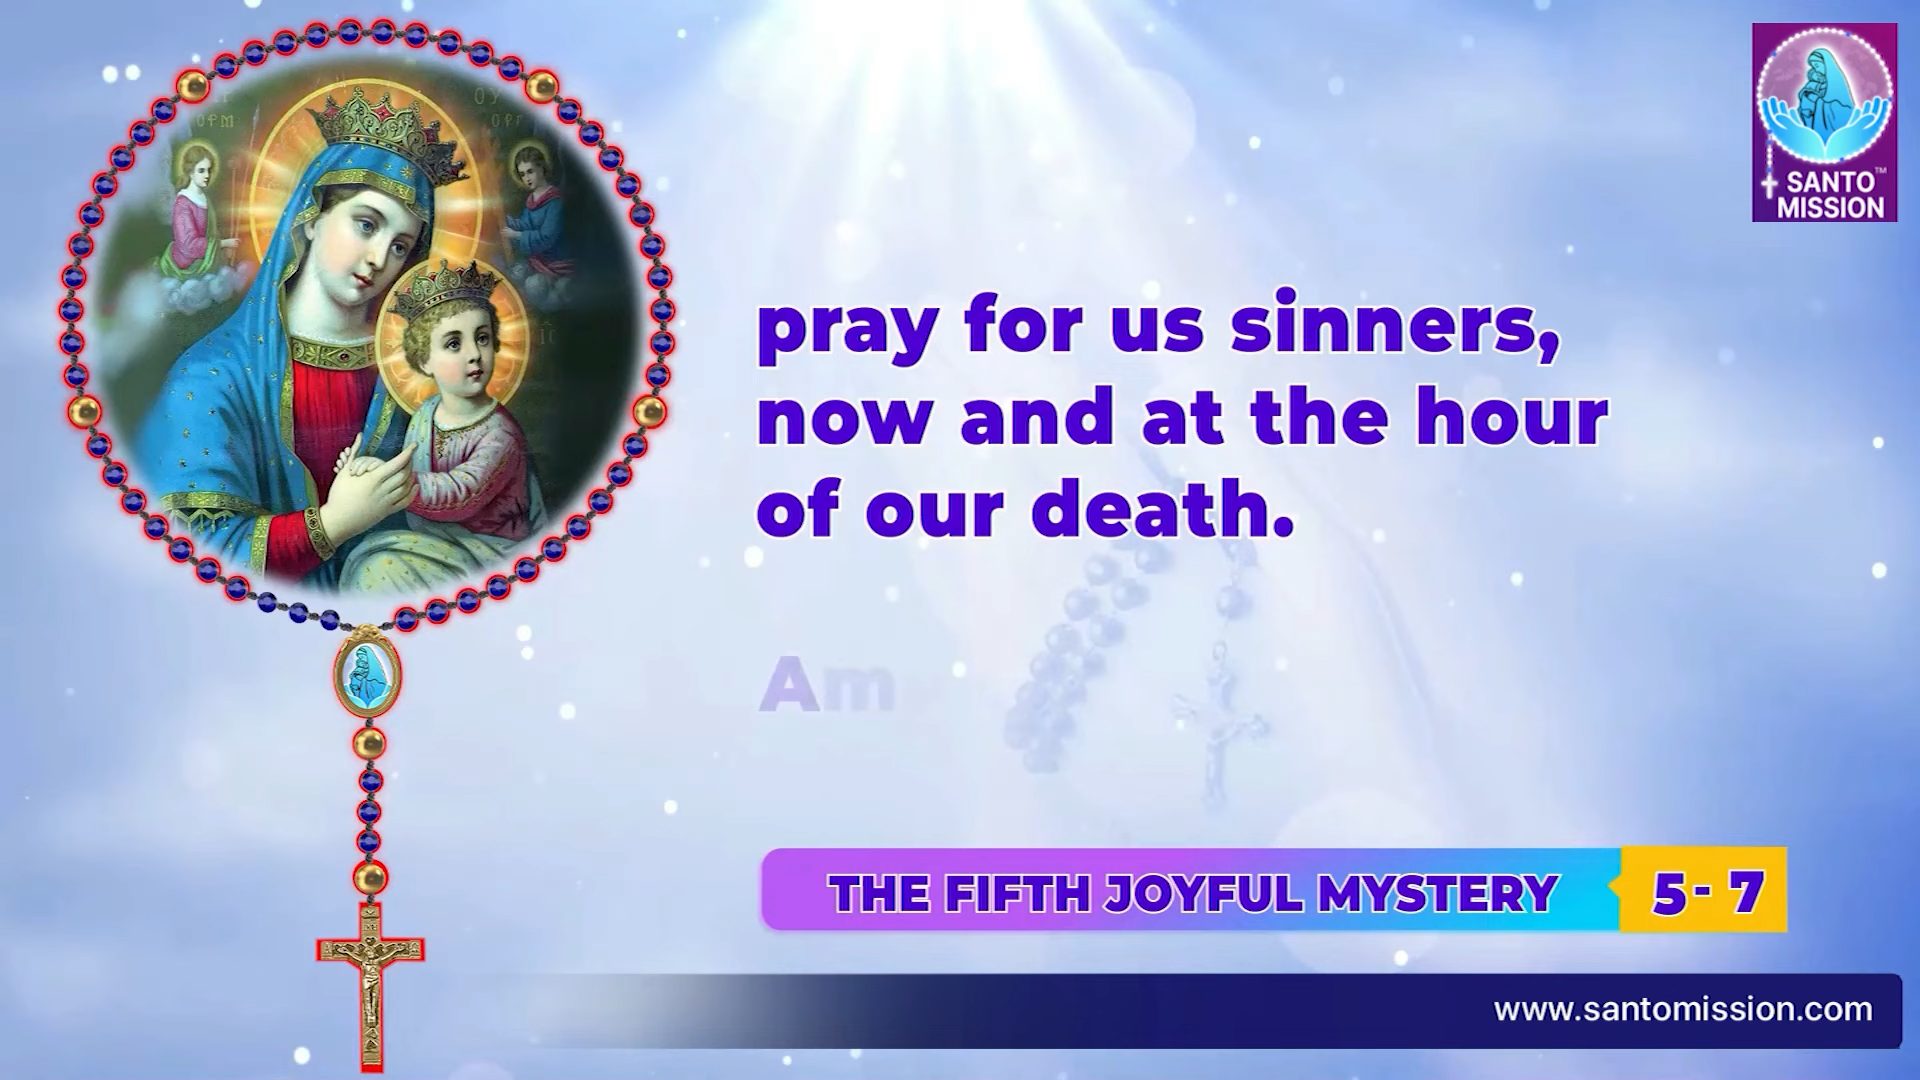 SANTO™
MISSION
pray for us sinners,
now and at the hour
of our death.
Am
THE FIFTH JOYFUL MYSTERY
5- 7
www.santomission.com